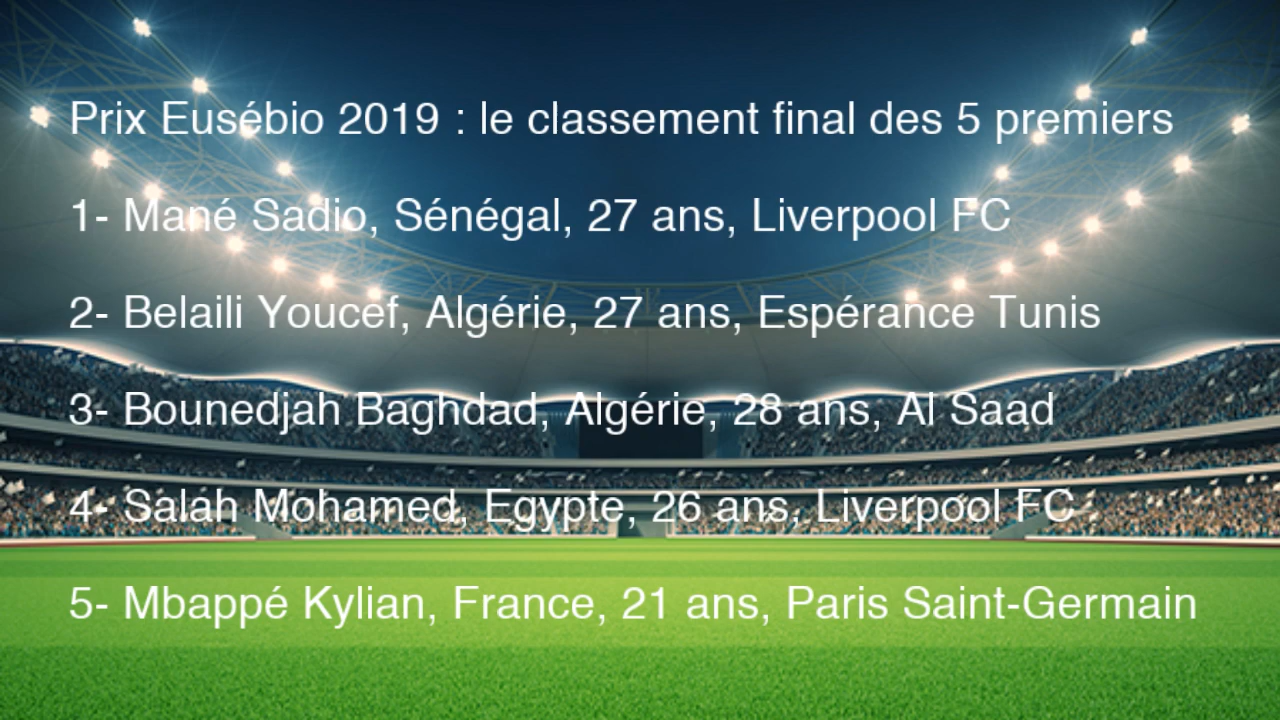 Prix Eusébio 2019 : le classement final des 5 premiers
1- Mané Sadio, Sénégal, 27 ans, Liverpool FC
2- Belaili Youcef, Algérie, 27 ans, Espérance Tunis
3- Bounedjah Baghdad, Algérie, 28 ans, Al Saad
4- Salah Mohamed, Egypte, 26 ans, Liverpool FC
5- Mbappé Kylian, France, 21 ans, Paris Saint-Germain